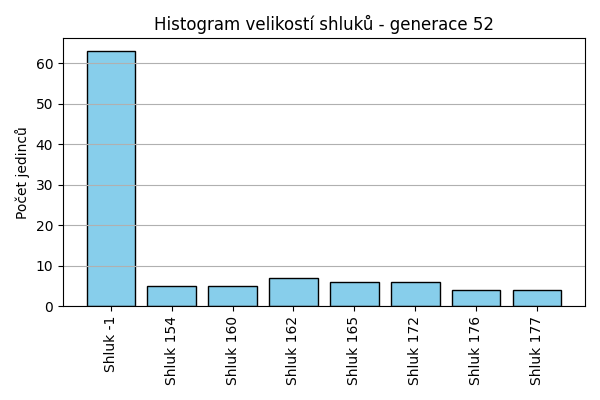 Histogram velikostí shluků - generace 52
Počet jedinců
60
50
40
30
20
10
0
Shluk -1
Shluk 154
Shluk 160
Shluk 162
Shluk 165
Shluk 172
Shluk 176
Shluk 177